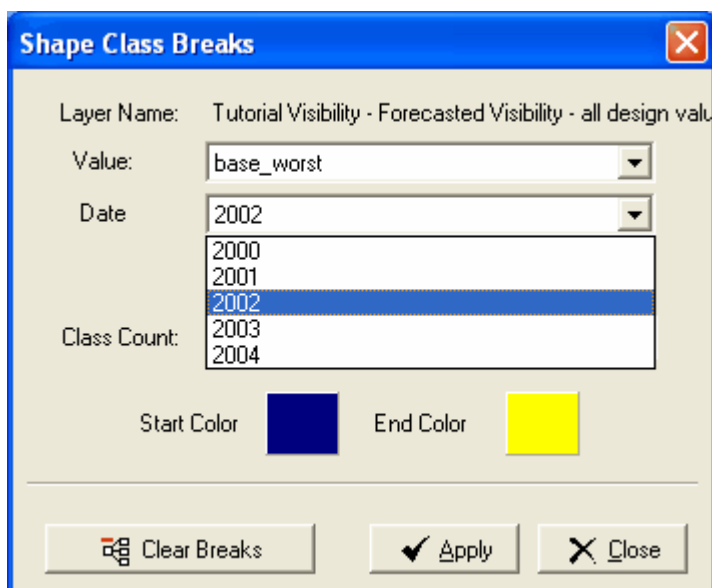 Shape Class Breaks
Layer Name: Tutorial Visibility - Forecasted Visibility - all design valu
Value: base_worst
Date 2002
2000
2001
2002
2003
2004
Class Count:
Start Color End Color
Clear Breaks Apply Close